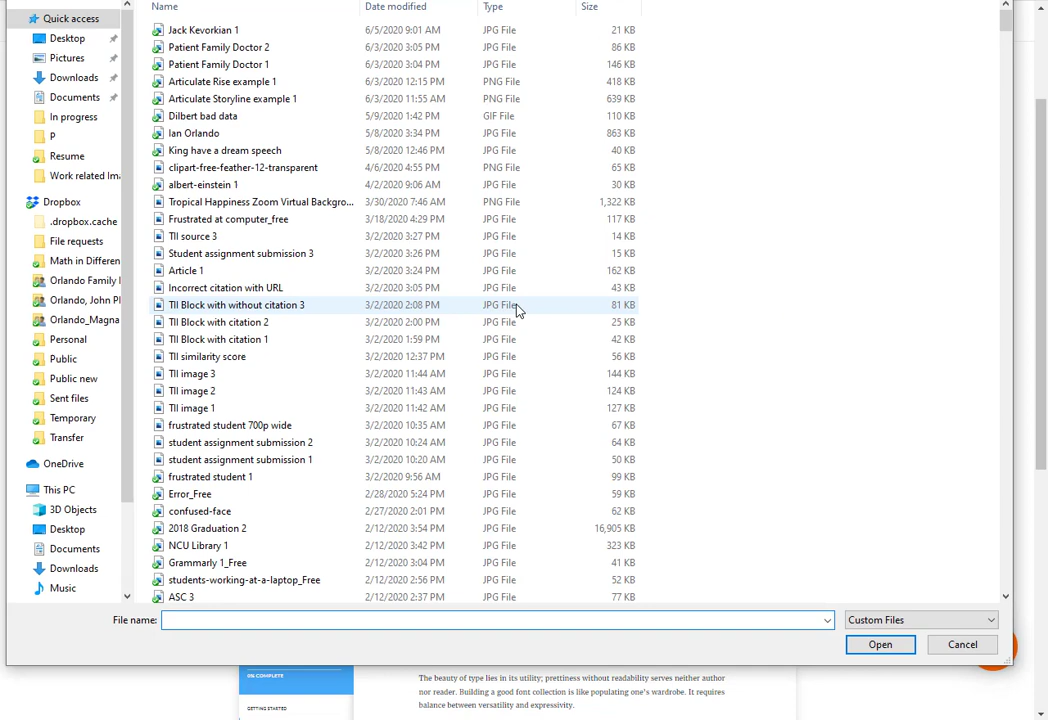 Name Date modified Type Size
Quick access
Desktop
Pictures
Downloads
Documents
In progress
P
Resume
Work related Ima
Dropbox
.dropbox.cache
File requests
Math in Differen
Orlando Family I
Orlando, John Pl
Orlando_Magna
Personal
Public
Public new
Sent files
Temporary
Transfer
OneDrive
This PC
3D Objects
Desktop
Documents
Downloads
Music
Jack Kevorkian 1 6/5/2020 9:01 AM JPG File 21 KB
Patient Family Doctor 2 6/3/2020 3:05 PM JPG File 86 KB
Patient Family Doctor 1 6/3/2020 3:04 PM JPG File 146 KB
Articulate Rise example 1 6/3/2020 12:15 PM PNG File 418 KB
Articulate Storyline example 1 6/3/2020 11:55 AM PNG File 639 KB
Dilbert bad data 5/9/2020 1:42 PM GIF File 110 KB
Ian Orlando 5/8/2020 3:34 PM JPG File 863 KB
King have a dream speech 5/8/2020 12:46 PM JPG File 40 KB
clipart-free-feather-12-transparent 4/6/2020 4:55 PM PNG File 65 KB
albert-einstein 1 4/2/2020 9:06 AM JPG File 30 KB
Tropical Happiness Zoom Virtual Backgro... 3/30/2020 7:46 AM PNG File 1,322 KB
Frustrated at computer_free 3/18/2020 4:29 PM JPG File 117 KB
TII source 3 3/2/2020 3:27 PM JPG File 14 KB
Student assignment submission 3 3/2/2020 3:26 PM JPG File 15 KB
Article 1 3/2/2020 3:24 PM JPG File 162 KB
Incorrect citation with URL 3/2/2020 3:05 PM JPG File 43 KB
TII Block with without citation 3 3/2/2020 2:08 PM JPG File 81 KB
TII Block with citation 2 3/2/2020 2:00 PM JPG File 25 KB
TII Block with citation 1 3/2/2020 1:59 PM JPG File 42 KB
TII similarity score 3/2/2020 12:37 PM JPG File 56 KB
TII image 3 3/2/2020 11:44 AM JPG File 144 KB
TII image 2 3/2/2020 11:43 AM JPG File 124 KB
TII image 1 3/2/2020 11:42 AM JPG File 127 KB
frustrated student 700p wide 3/2/2020 10:35 AM JPG File 67 KB
student assignment submission 2 3/2/2020 10:24 AM JPG File 64 KB
student assignment submission 1 3/2/2020 10:20 AM JPG File 50 KB
frustrated student 1 3/2/2020 9:56 AM JPG File 99 KB
Error_Free 2/28/2020 5:24 PM JPG File 59 KB
confused-face 2/27/2020 2:01 PM JPG File 62 KB
2018 Graduation 2 2/12/2020 3:54 PM JPG File 16,905 KB
NCU Library 1 2/12/2020 3:42 PM JPG File 323 KB
Grammarly 1_Free 2/12/2020 3:04 PM JPG File 41 KB
students-working-at-a-laptop_Free 2/12/2020 2:56 PM JPG File 52 KB
ASC 3 2/12/2020 2:37 PM JPG File 77 KB
File name: Custom Files
Open Cancel
0% COMPLETE
GETTING STARTED
The beauty of type lies in its utility; prettiness without readability serves neither author
nor reader. Building a good font collection is like populating one's wardrobe. It requires
balance between versatility and expressivity.